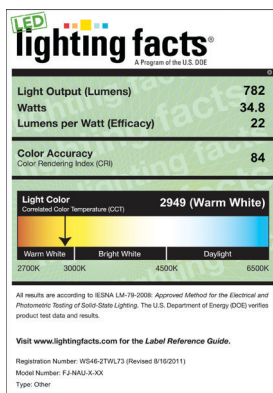 LED
lighting facts®
A Program of the U.S. DOE
Light Output (Lumens) 782
Watts 34.8
Lumens per Watt (Efficacy) 22
Color Accuracy 84
Color Rendering Index (CRI)
Light Color 2949 (Warm White)
Correlated Color Temperature (CCT)
Warm White Bright White Daylight
2700K 3000K 4500K 6500K
All results are according to IESNA LM-79-2008: Approved Method for the Electrical and
Photometric Testing of Solid-State Lighting. The U.S. Department of Energy (DOE) verifies
product test data and results.
Visit www.lightingfacts.com for the Label Reference Guide.
Registration Number: WS46-2TWL73 (Revised 8/16/2011)
Model Number: FJ-NAU-X-XX
Type: Other